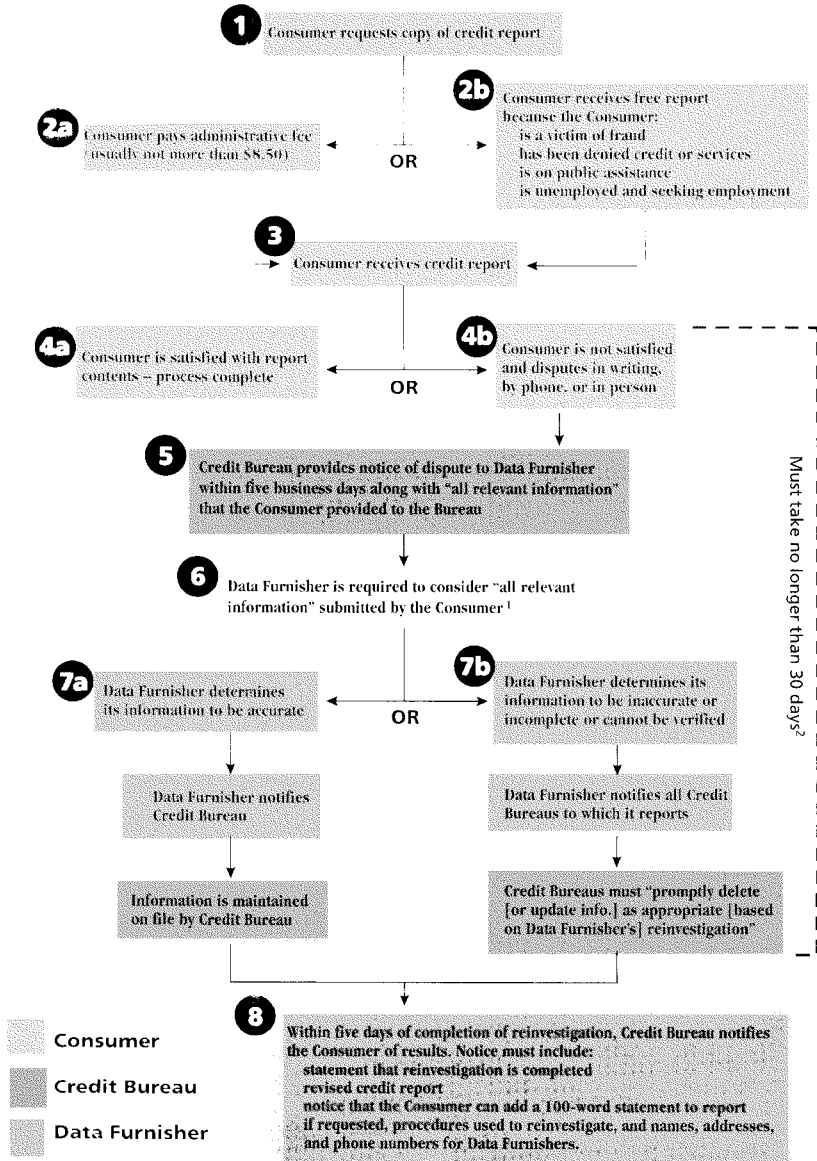 1
Consumer requests copy of credit report
2a
Consumer pays administrative fee
(usually not more than $8.50)
OR
2b
Consumer receives free report
because the Consumer:
is a victim of fraud
has been denied credit or services
is on public assistance
is unemployed and seeking employment
3
Consumer receives credit report
4a
Consumer is satisfied with report
contents – process complete
OR
4b
Consumer is not satisfied
and disputes in writing,
by phone, or in person
5
Credit Bureau provides notice of dispute to Data Furnisher
within five business days along with “all relevant information”
that the Consumer provided to the Bureau
Must take no longer than 30 days²
6
Data Furnisher is required to consider “all relevant
information” submitted by the Consumer ¹
7a
Data Furnisher determines
its information to be accurate
OR
7b
Data Furnisher determines its
information to be inaccurate or
incomplete or cannot be verified
Data Furnisher notifies
Credit Bureau
Data Furnisher notifies all Credit
Bureaus to which it reports
Information is maintained
on file by Credit Bureau
Credit Bureaus must “promptly delete
[or update info.] as appropriate [based
on Data Furnisher's] reinvestigation”
8
Within five days of completion of reinvestigation, Credit Bureau notifies
the Consumer of results. Notice must include:
statement that reinvestigation is completed
revised credit report
notice that the Consumer can add a 100-word statement to report
if requested, procedures used to reinvestigate, and names, addresses,
and phone numbers for Data Furnishers.
Consumer
Credit Bureau
Data Furnisher